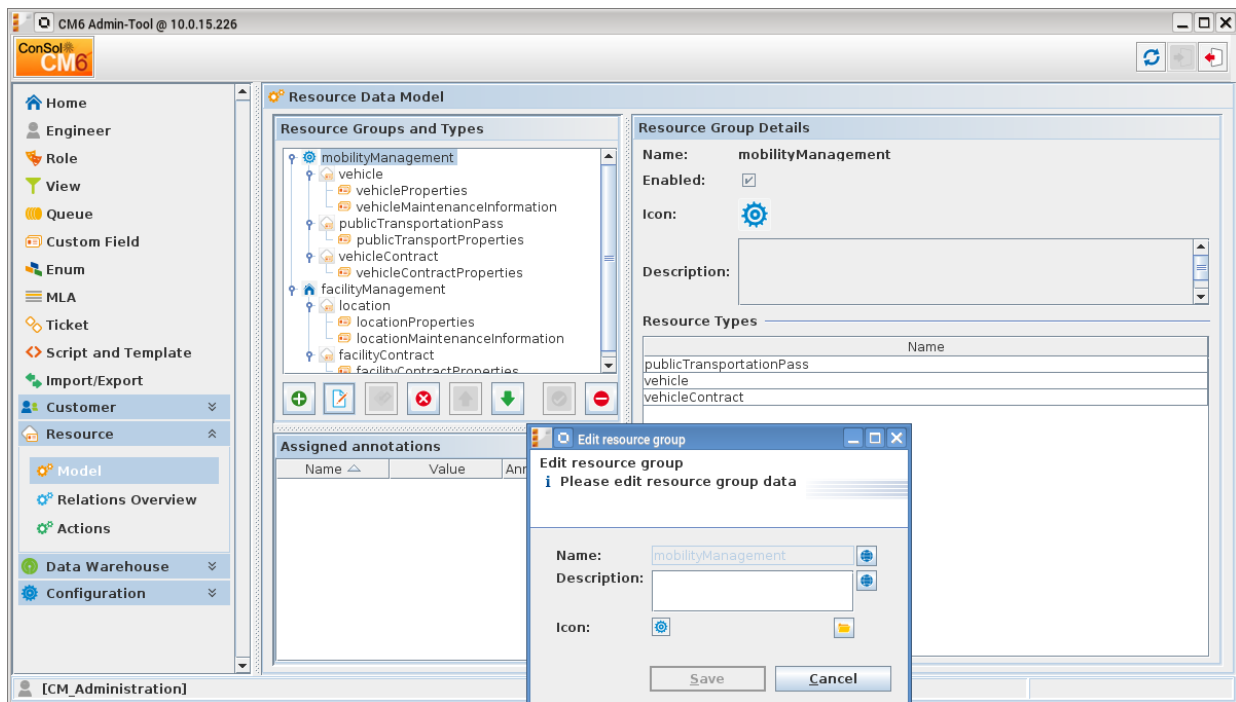 CM6 Admin-Tool @ 10.0.15.226
ConSol
CM6
Home
Engineer
Role
View
Queue
Custom Field
Enum
MLA
Ticket
Script and Template
Import/Export
Customer
Resource
Model
Relations Overview
Actions
Data Warehouse
Configuration
Resource Data Model
Resource Groups and Types
mobilityManagement
vehicle
vehicleProperties
vehicleMaintenanceInformation
publicTransportationPass
publicTransportProperties
vehicleContract
vehicleContractProperties
facilityManagement
location
locationProperties
locationMaintenanceInformation
facilityContract
facilityContractProperties
Assigned annotations
Name Value Ann
Resource Group Details
Name: mobilityManagement
Enabled:
Icon:
Description:
Resource Types
Name
publicTransportationPass
vehicle
vehicleContract
Edit resource group
Edit resource group
i Please edit resource group data
Name: mobilityManagement
Description:
Icon:
Save Cancel
[CM_Administration]